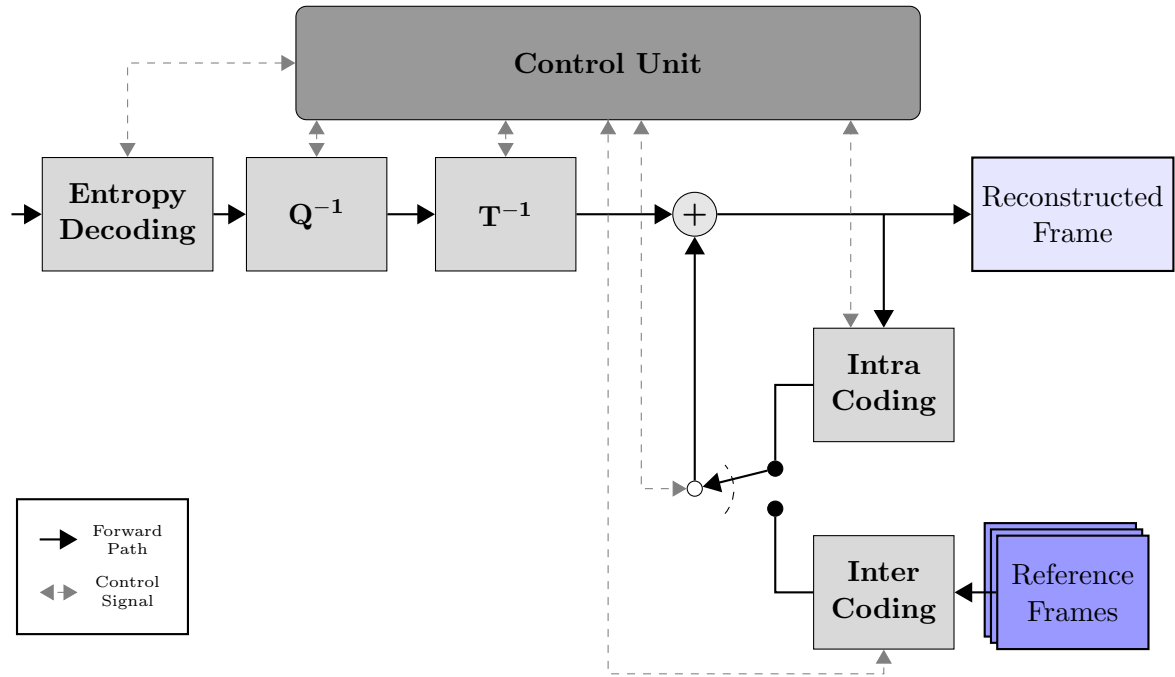 Control Unit
Entropy
Decoding
Q⁻¹
T⁻¹
+
Reconstructed
Frame
Intra
Coding
Forward
Path
Control
Signal
Inter
Coding
Reference
Frames